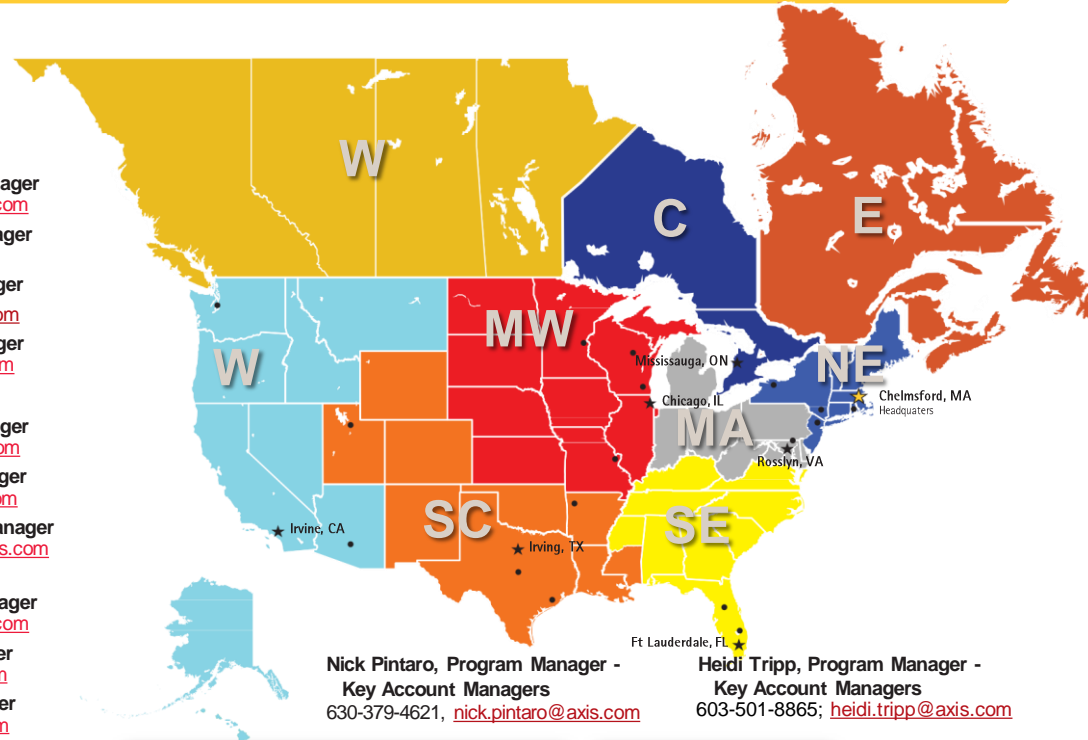 ager
com
ager
ger
om
ger
m
ger
om
ger
m
anager
s.com
ager
com
er
m
er
m
W
C
E
MW
W
NE
Mississauga, ON
Chicago, IL
Chelmsford, MA
Headquaters
MA
Rosslyn, VA
SC
SE
Irvine, CA
Irving, TX
Ft Lauderdale, FL
Nick Pintaro, Program Manager -
Key Account Managers
630-379-4621, nick.pintaro@axis.com
Heidi Tripp, Program Manager -
Key Account Managers
603-501-8865; heidi.tripp@axis.com